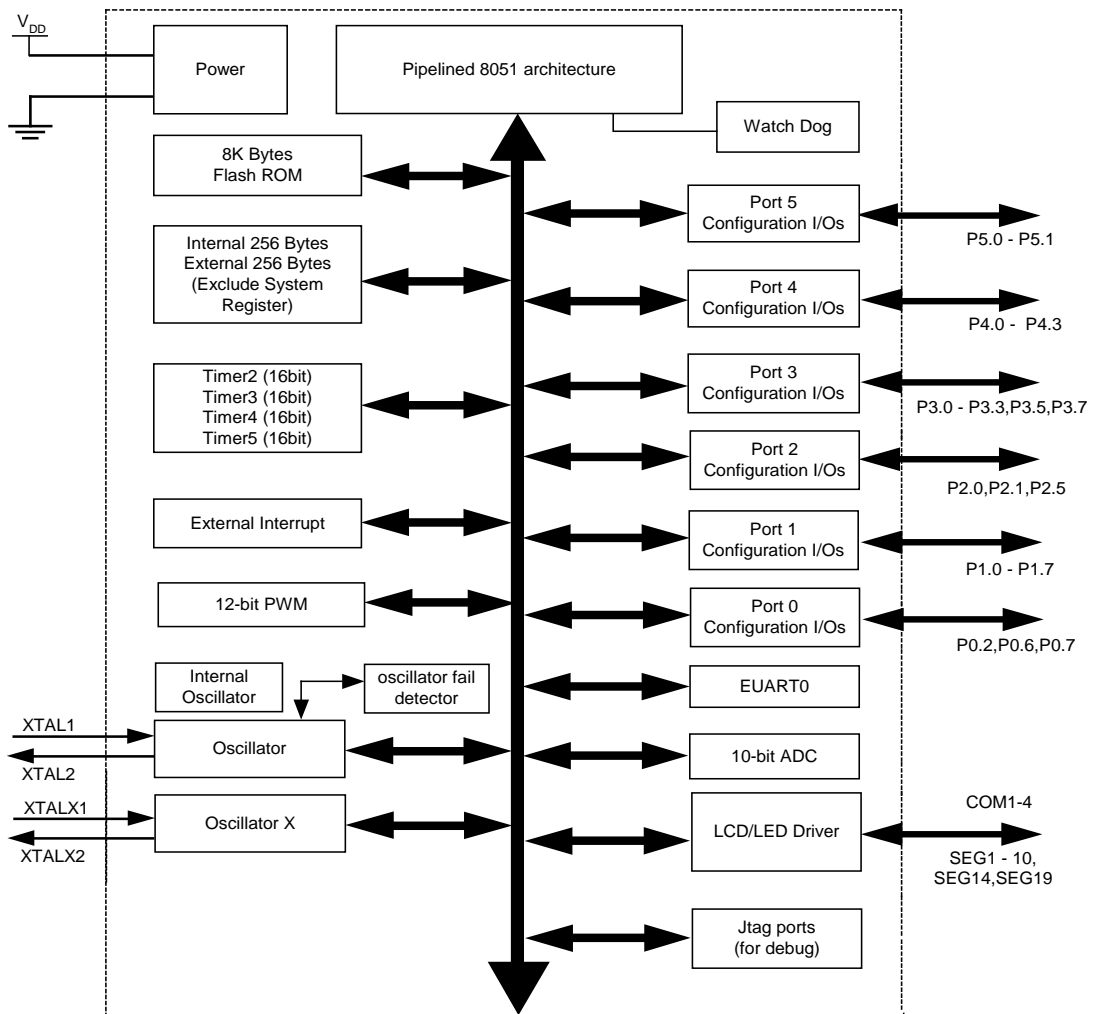 VDD
Power
Pipelined 8051 architecture
Watch Dog
8K Bytes
Flash ROM
Port 5
Configuration I/Os
P5.0 - P5.1
Internal 256 Bytes
External 256 Bytes
(Exclude System
Register)
Port 4
Configuration I/Os
P4.0 - P4.3
Timer2 (16bit)
Timer3 (16bit)
Timer4 (16bit)
Timer5 (16bit)
Port 3
Configuration I/Os
P3.0 - P3.3,P3.5,P3.7
Port 2
Configuration I/Os
P2.0,P2.1,P2.5
External Interrupt
Port 1
Configuration I/Os
P1.0 - P1.7
12-bit PWM
Port 0
Configuration I/Os
P0.2,P0.6,P0.7
Internal
Oscillator
oscillator fail
detector
EUART0
XTAL1
Oscillator
XTAL2
10-bit ADC
XTALX1
Oscillator X
XTALX2
LCD/LED Driver
COM1-4
SEG1 - 10,
SEG14,SEG19
Jtag ports
(for debug)